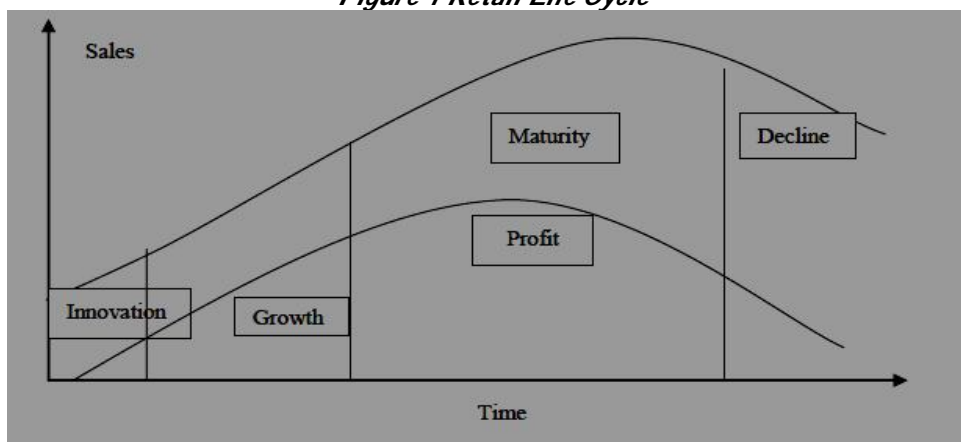 Figure 1 Retail Life Cycle
Sales
Maturity
Decline
Profit
Innovation
Growth
Time